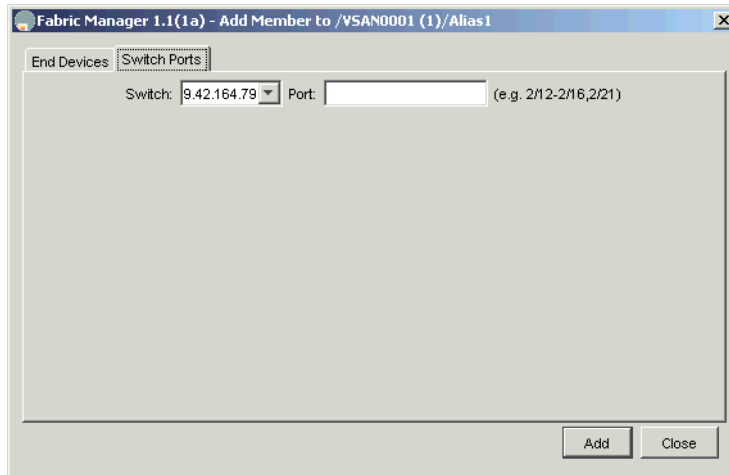 Fabric Manager 1.1(1a) - Add Member to /VSAN0001 (1)/Alias1
End Devices Switch Ports
Switch: 9.42.164.79 Port: (e.g. 2/12-2/16,2/21)
Add Close